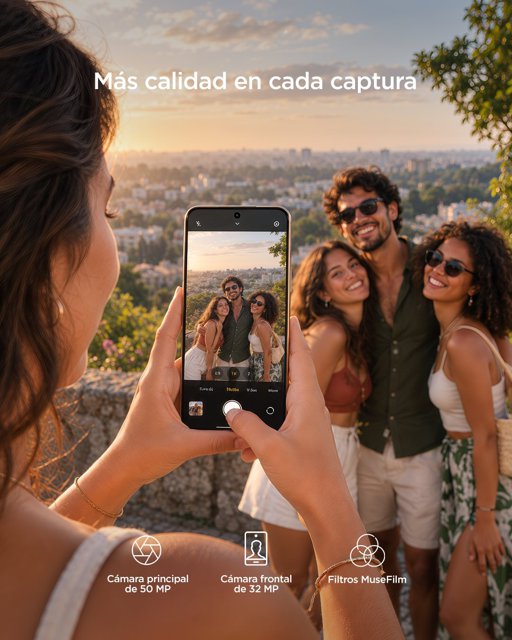 Más calidad en cada captura
Cámara principal
de 50 MP
Cámara frontal
de 32 MP
Filtros MuseFilm